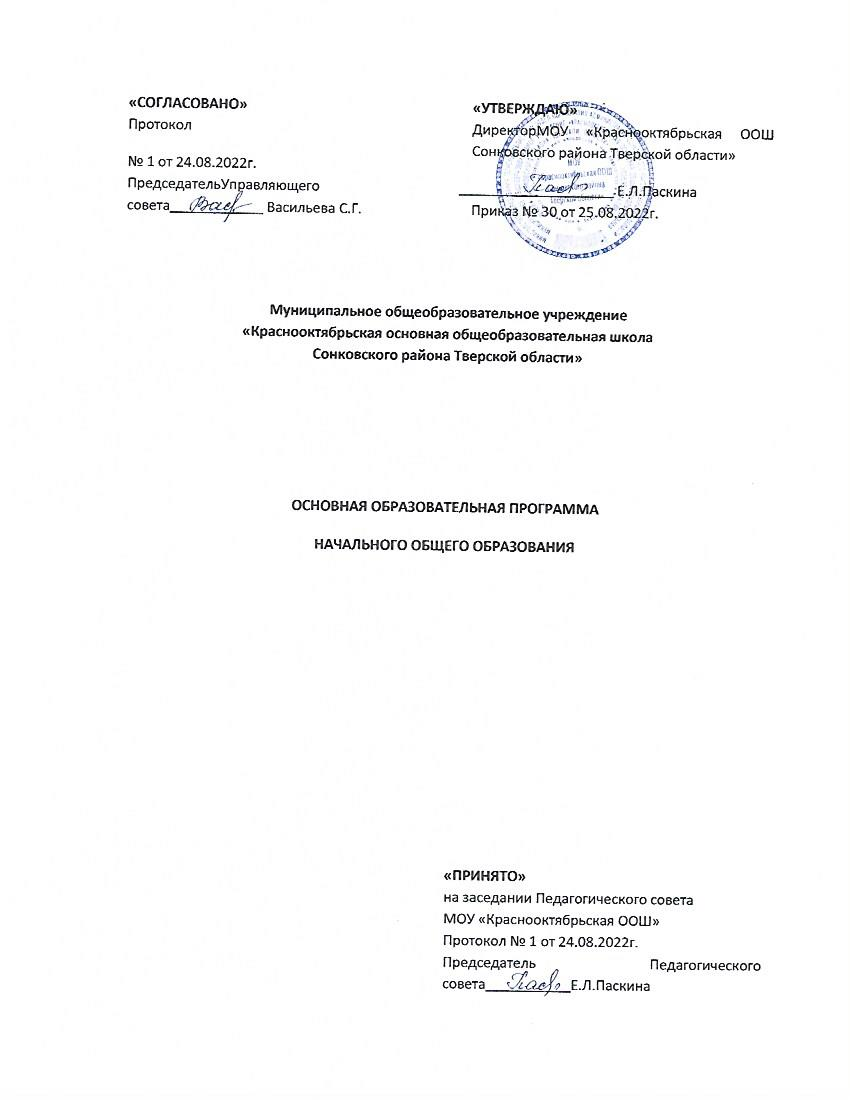 «СОГЛАСОВАНО»
Протокол
№ 1 от 24.08.2022г.
ПредседательУправляющего
совета____________ Васильева С.Г.
«УТВЕРЖДАЮ»
ДиректорМОУ «Краснооктябрьская ООШ
Сонковского района Тверской области»
____________________.Е.Л.Паскина
Приказ № 30 от 25.08.2022г.
Муниципальное общеобразовательное учреждение
«Краснооктябрьская основная общеобразовательная школа
Сонковского района Тверской области»
ОСНОВНАЯ ОБРАЗОВАТЕЛЬНАЯ ПРОГРАММА
НАЧАЛЬНОГО ОБЩЕГО ОБРАЗОВАНИЯ
«ПРИНЯТО»
на заседании Педагогического совета
МОУ «Краснооктябрьская ООШ»
Протокол № 1 от 24.08.2022г.
Председатель Педагогического
совета___________Е.Л.Паскина